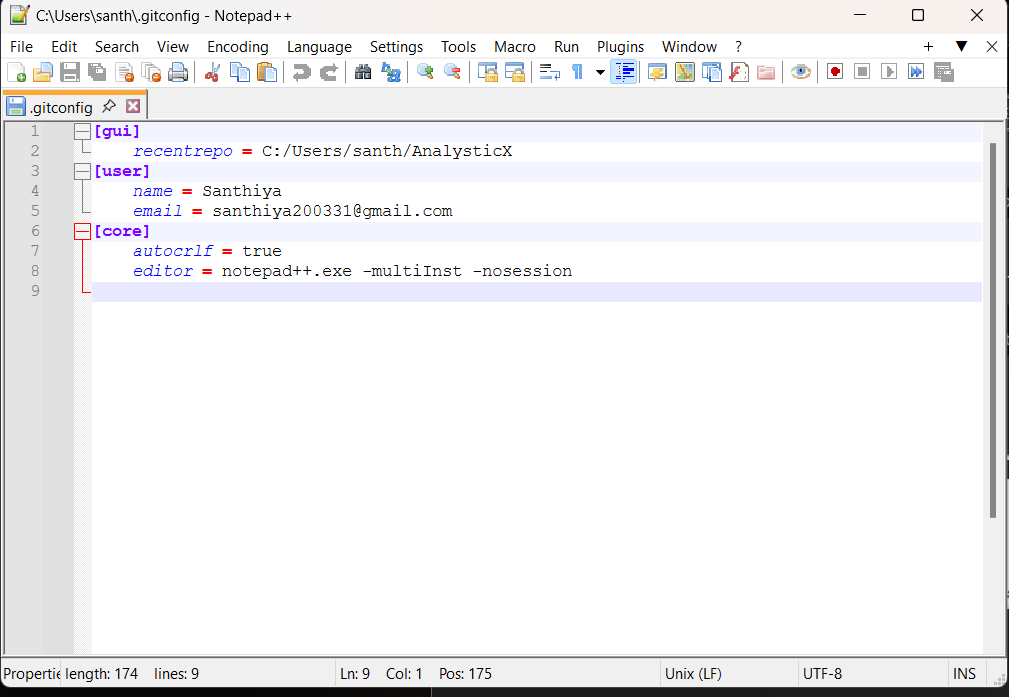 C:\Users\santh\.gitconfig - Notepad++
File Edit Search View Encoding Language Settings Tools Macro Run Plugins Window ? + ▼ X
.gitconfig
1 [gui]
2 recentrepo = C:/Users/santh/AnalysticX
3 [user]
4 name = Santhiya
5 email = santhiya200331@gmail.com
6 [core]
7 autocrlf = true
8 editor = notepad++.exe -multiInst -nosession
9
Propertie length: 174 lines: 9 Ln: 9 Col: 1 Pos: 175 Unix (LF) UTF-8 INS